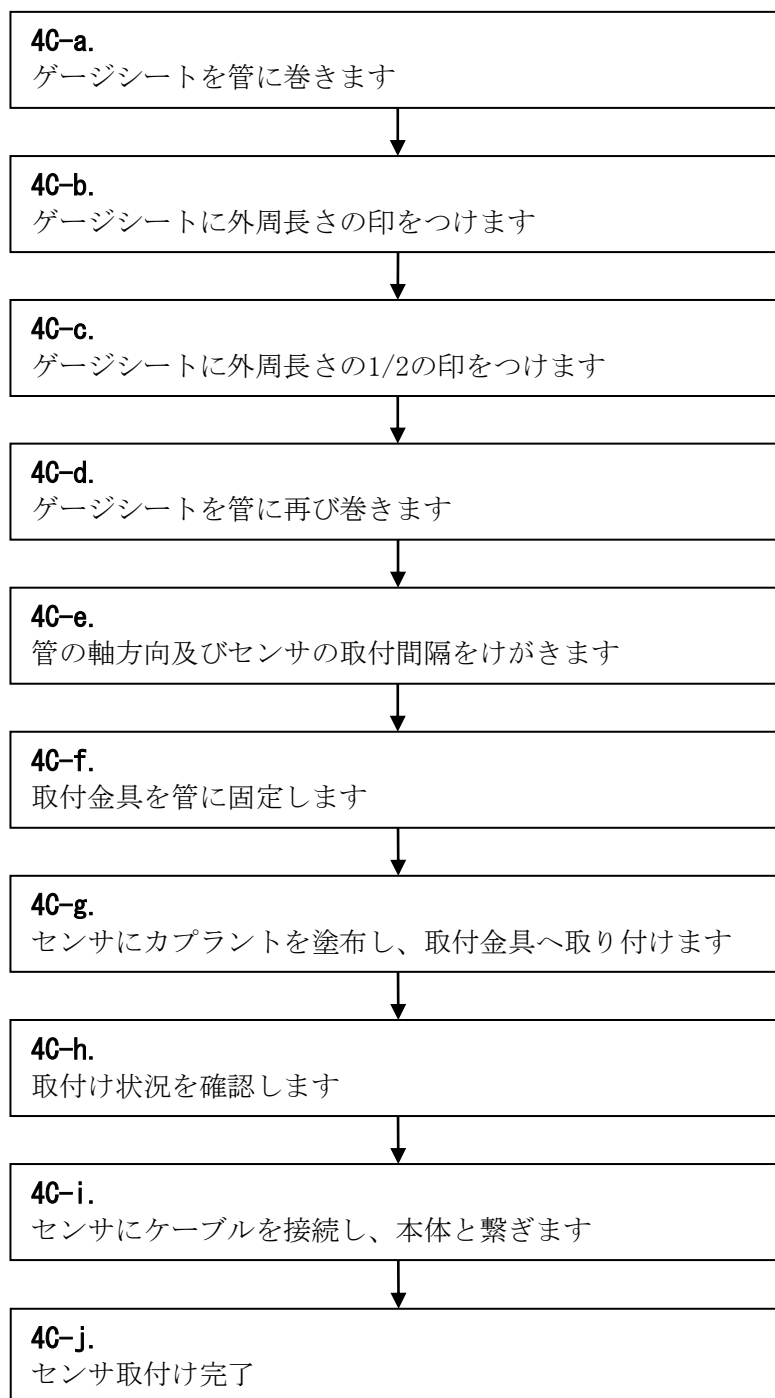 4C-a.
ゲージシートを管に巻きます
4C-b.
ゲージシートに外周長さの印をつけます
4C-c.
ゲージシートに外周長さの1/2の印をつけます
4C-d.
ゲージシートを管に再び巻きます
4C-e.
管の軸方向及びセンサの取付間隔をけがきます
4C-f.
取付金具を管に固定します
4C-g.
センサにカプラントを塗布し、取付金具へ取り付けます
4C-h.
取付け状況を確認します
4C-i.
センサにケーブルを接続し、本体と繋ぎます
4C-j.
センサ取付け完了